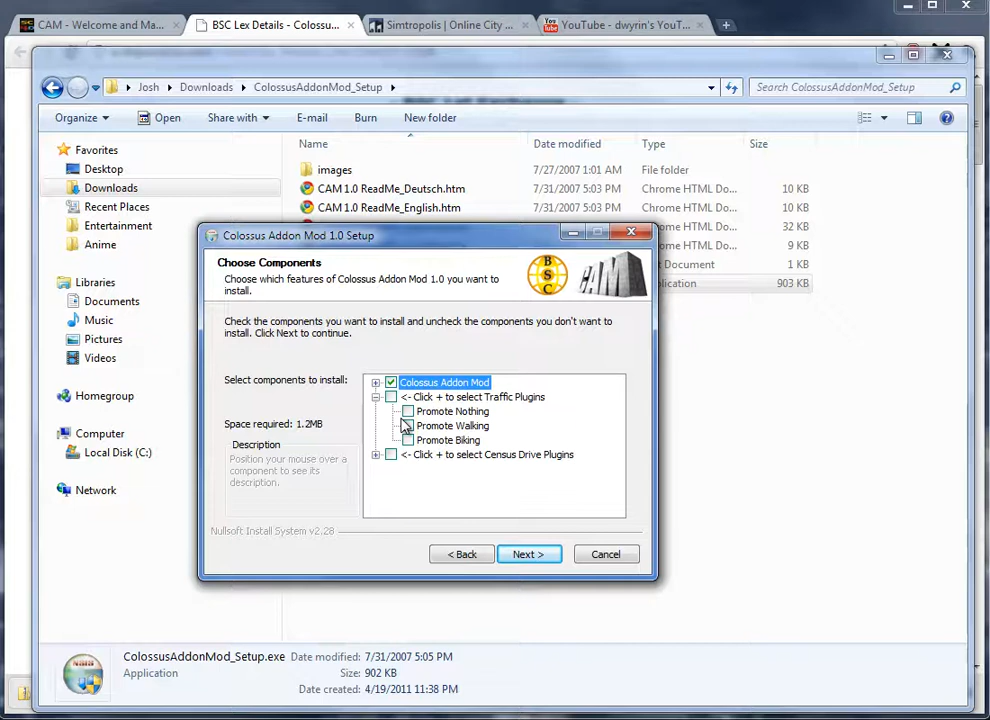 CAM - Welcome and Ma...
BSC Lex Details - Colossu...
Simtropolis | Online City ...
YouTube - dwyrin's YouT...
Josh
Downloads
ColossusAddonMod_Setup
Search ColossusAddonMod_Setup
Organize
Open
Share with
E-mail
Burn
New folder
Favorites
Desktop
Downloads
Recent Places
Entertainment
Anime
Libraries
Documents
Music
Pictures
Videos
Homegroup
Computer
Local Disk (C:)
Network
Name
Date modified
Type
Size
images
7/27/2007 1:01 AM
File folder
CAM 1.0 ReadMe_Deutsch.htm
7/31/2007 5:03 PM
Chrome HTML Do...
10 KB
CAM 1.0 ReadMe_English.htm
7/31/2007 5:03 PM
Chrome HTML Do...
10 KB
Chrome HTML Do...
32 KB
Chrome HTML Do...
9 KB
1 KB
903 KB
Colossus Addon Mod 1.0 Setup
Choose Components
Choose which features of Colossus Addon Mod 1.0 you want to
install.
BSC
CAM
Check the components you want to install and uncheck the components you don't want to
install. Click Next to continue.
Select components to install:
Space required: 1.2MB
Description
Position your mouse over a
component to see its
description.
Colossus Addon Mod
<- Click + to select Traffic Plugins
Promote Nothing
Promote Walking
Promote Biking
<- Click + to select Census Drive Plugins
Nullsoft Install System v2.28
< Back
Next >
Cancel
ColossusAddonMod_Setup.exe
Date modified: 7/31/2007 5:05 PM
Application
Size: 902 KB
Date created: 4/19/2011 11:38 PM